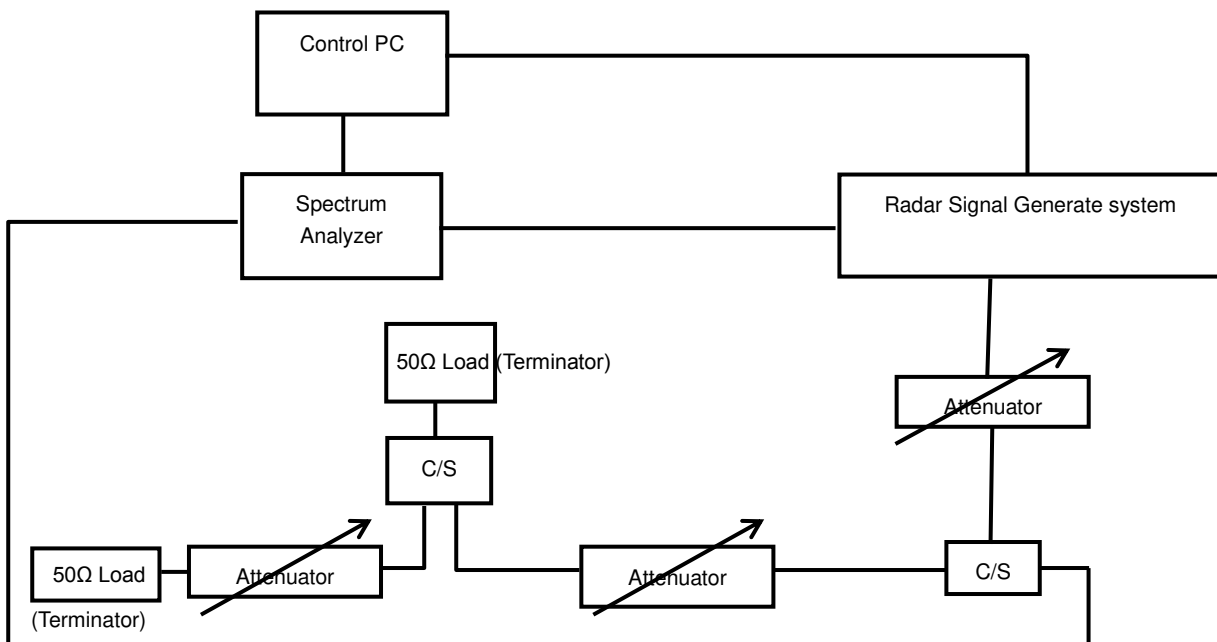 Control PC
Spectrum
Analyzer
Radar Signal Generate system
50Ω Load (Terminator)
Attenuator
C/S
50Ω Load
(Terminator)
Attenuator
Attenuator
C/S